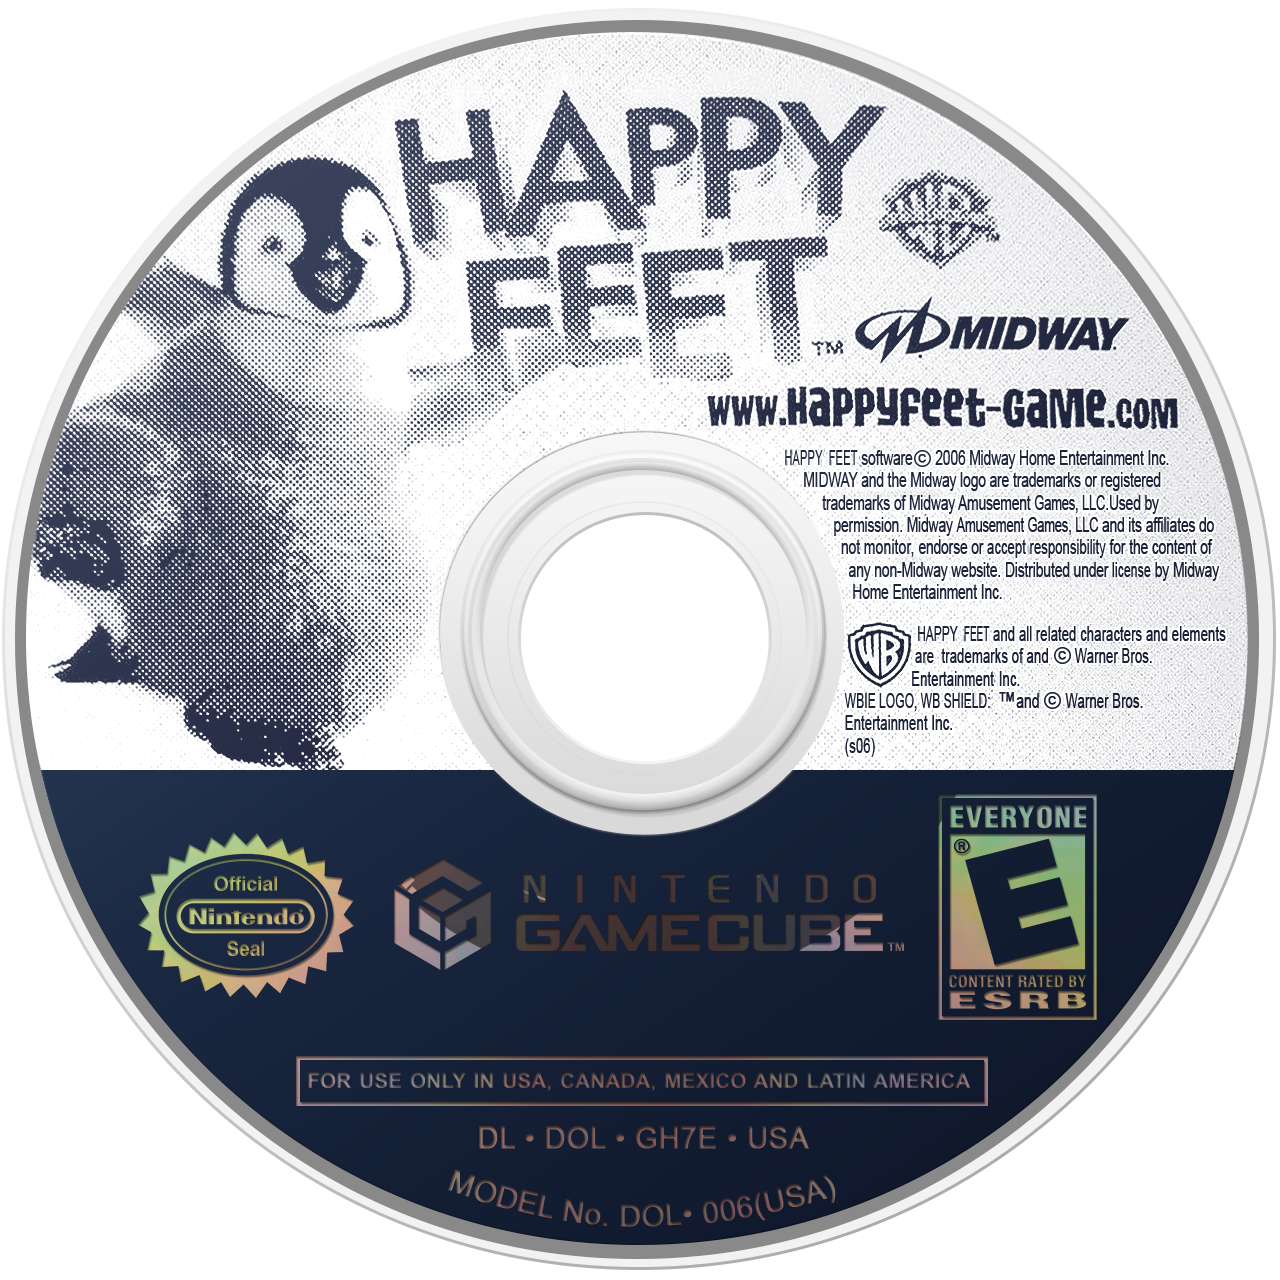 HAPPY
FEET™
MIDWAY
www.HAPPYFEET-GAME.COM
HAPPY FEET software © 2006 Midway Home Entertainment Inc.
MIDWAY and the Midway logo are trademarks or registered
trademarks of Midway Amusement Games, LLC.Used by
permission. Midway Amusement Games, LLC and its affiliates do
not monitor, endorse or accept responsibility for the content of
any non-Midway website. Distributed under license by Midway
Home Entertainment Inc.
WB
HAPPY FEET and all related characters and elements
are trademarks of and © Warner Bros.
Entertainment Inc.
WBIE LOGO, WB SHIELD: ™and © Warner Bros.
Entertainment Inc.
(s06)
Official
Nintendo®
Seal
NINTENDO
GAMECUBE™
EVERYONE
®
E
CONTENT RATED BY
ESRB
FOR USE ONLY IN USA, CANADA, MEXICO AND LATIN AMERICA
DL • DOL • GH7E • USA
MODEL No. DOL• 006(USA)